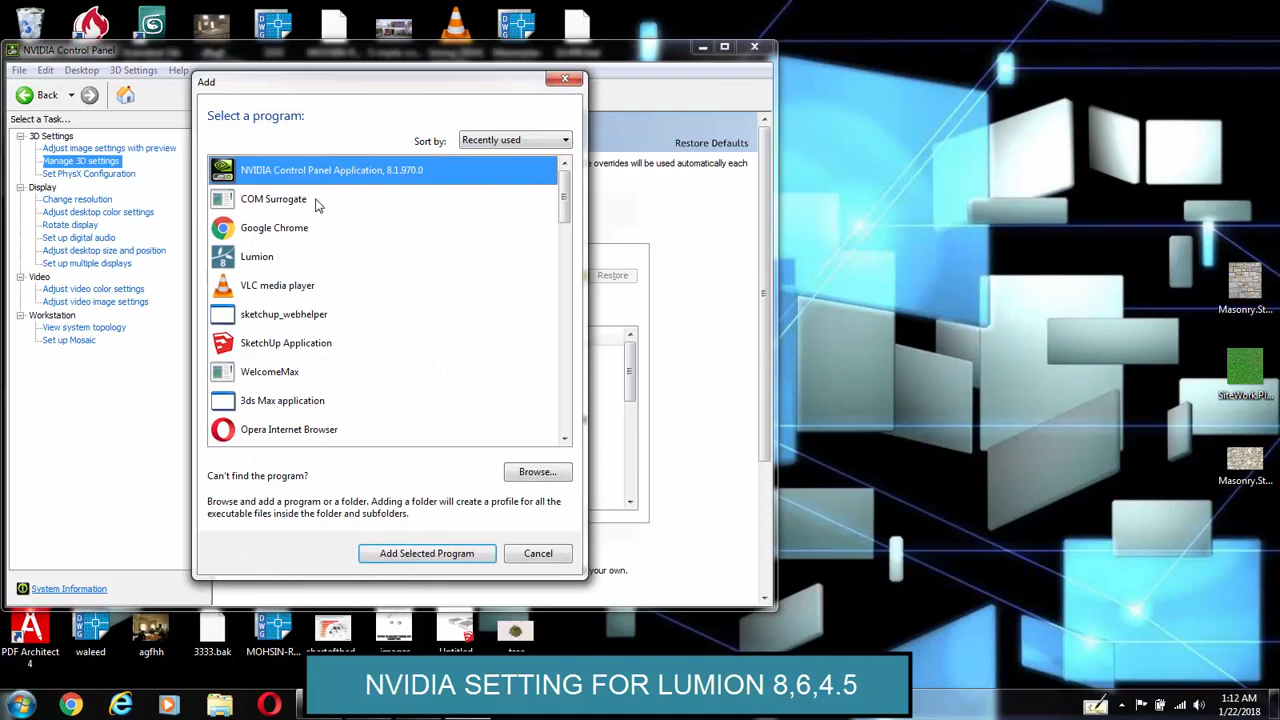 NVIDIA Control Panel
File Edit Desktop 3D Settings Help
Back
Select a Task...
3D Settings
Adjust image settings with preview
Manage 3D settings
Set PhysX Configuration
Display
Change resolution
Adjust desktop color settings
Rotate display
Set up digital audio
Adjust desktop size and position
Set up multiple displays
Video
Adjust video color settings
Adjust video image settings
Workstation
View system topology
Set up Mosaic
System Information
Add
Select a program:
Sort by: Recently used
NVIDIA Control Panel Application, 8.1.970.0
COM Surrogate
Google Chrome
Lumion
VLC media player
sketchup_webhelper
SketchUp Application
WelcomeMax
3ds Max application
Opera Internet Browser
Can't find the program?
Browse...
Browse and add a program or a folder. Adding a folder will create a profile for all the
executable files inside the folder and subfolders.
Add Selected Program
Cancel
Restore Defaults
e overrides will be used automatically each
Restore
your own.
Masonry.St...
SiteWork.Pl...
Masonry.St...
PDF Architect
4
waleed
agfhh
3333.bak
MOHSIN-R...
chartofthed...
images
Untitled
tree
NVIDIA SETTING FOR LUMION 8,6,4.5
1:12 AM
1/22/2018